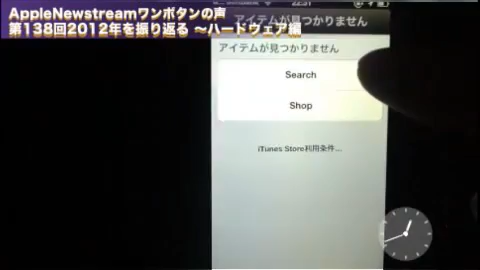 AppleNewstreamワンボタンの声
第138回2012年を振り返る ～ハードウェア編
22:51
アイテムが見つかりません
アイテムが見つかりません
Search
Shop
iTunes Store利用条件...